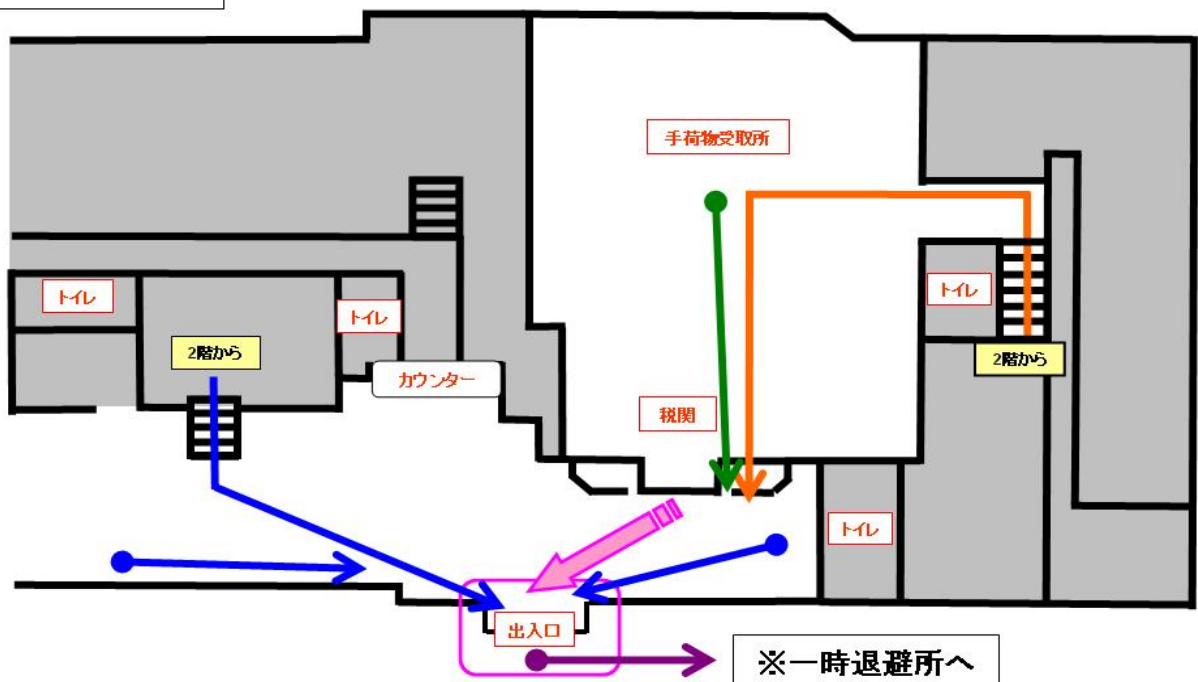 手荷物受取所
トイレ
トイレ
トイレ
2階から
2階から
カウンター
税関
トイレ
出入口
※一時退避所へ